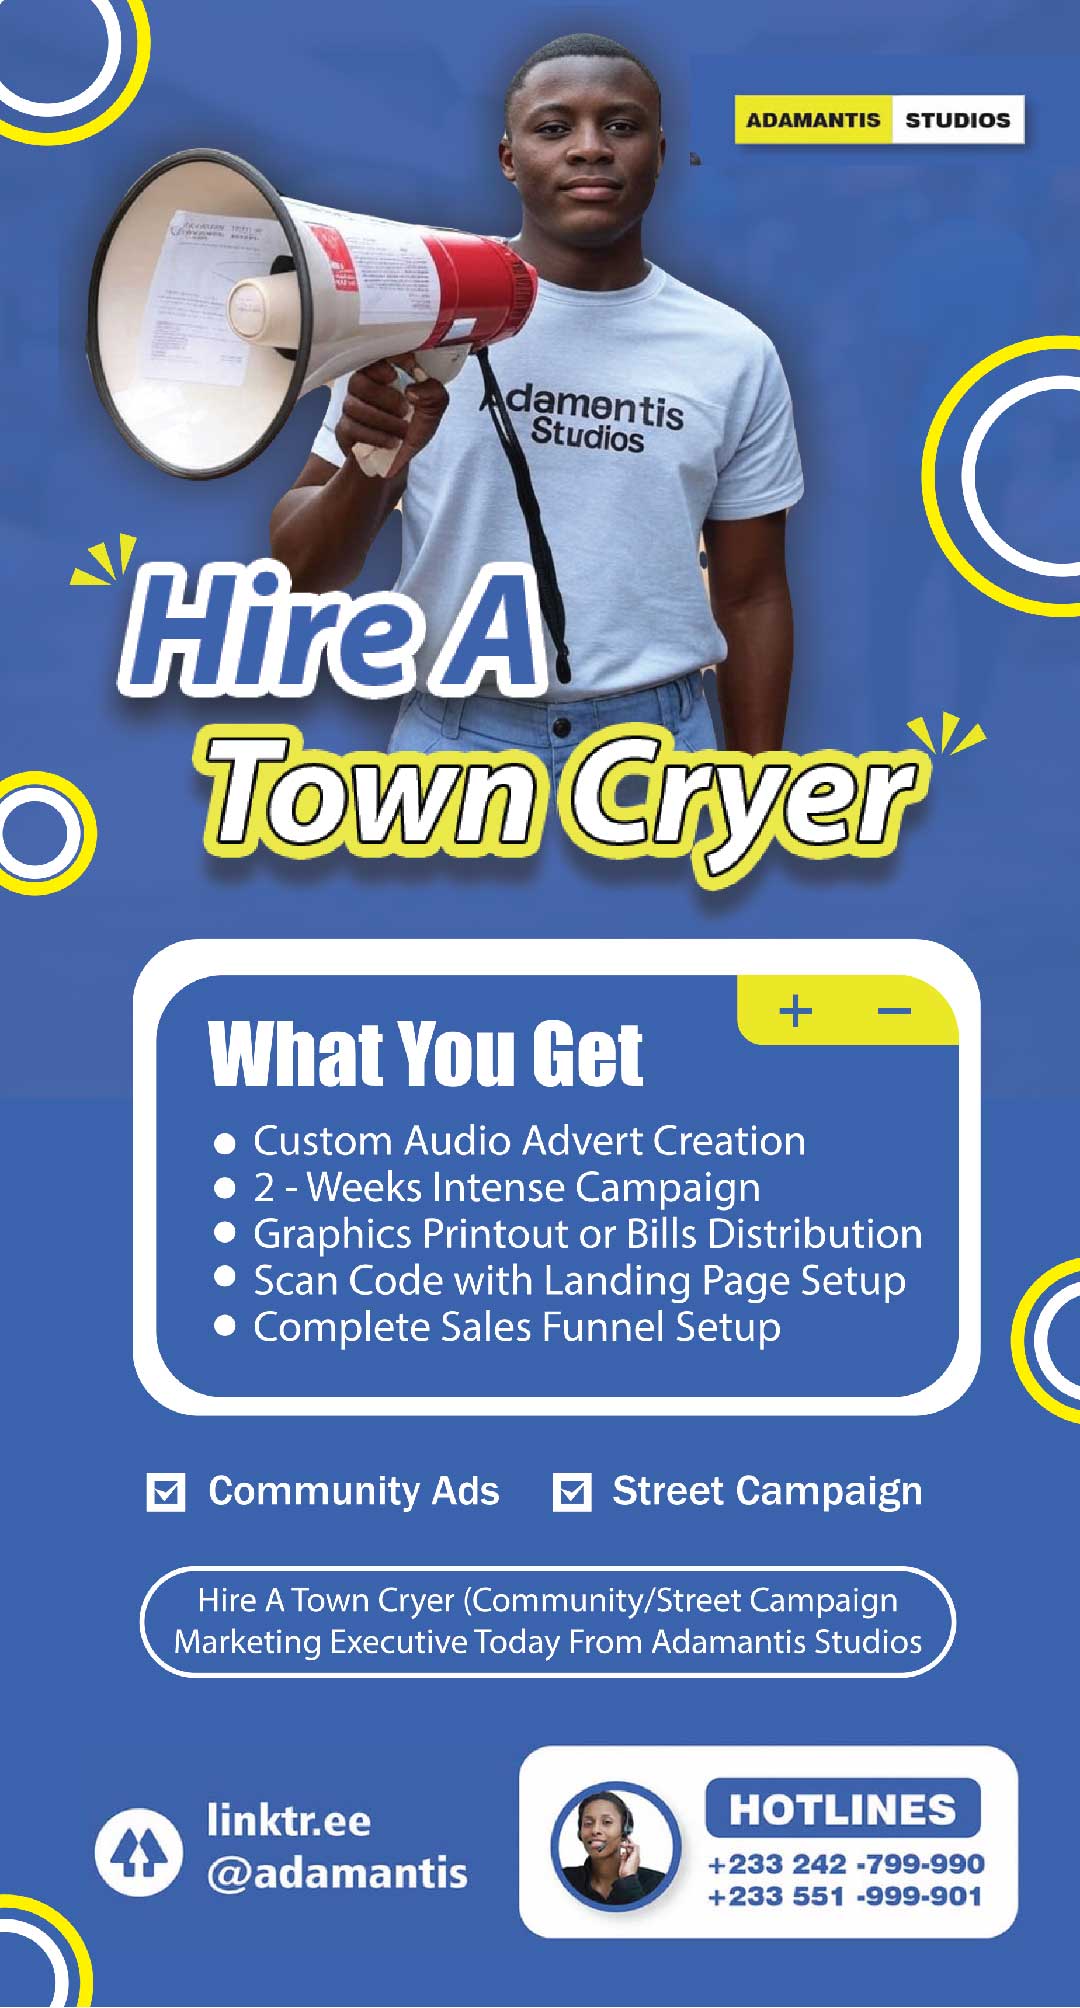 ADAMANTIS STUDIOS
Adamantis
Studios
Hire A
Town Cryer
What You Get
Custom Audio Advert Creation
2 - Weeks Intense Campaign
Graphics Printout or Bills Distribution
Scan Code with Landing Page Setup
Complete Sales Funnel Setup
Community Ads
Street Campaign
Hire A Town Cryer (Community/Street Campaign
Marketing Executive Today From Adamantis Studios
linktr.ee
@adamantis
HOTLINES
+233 242 -799-990
+233 551 -999-901